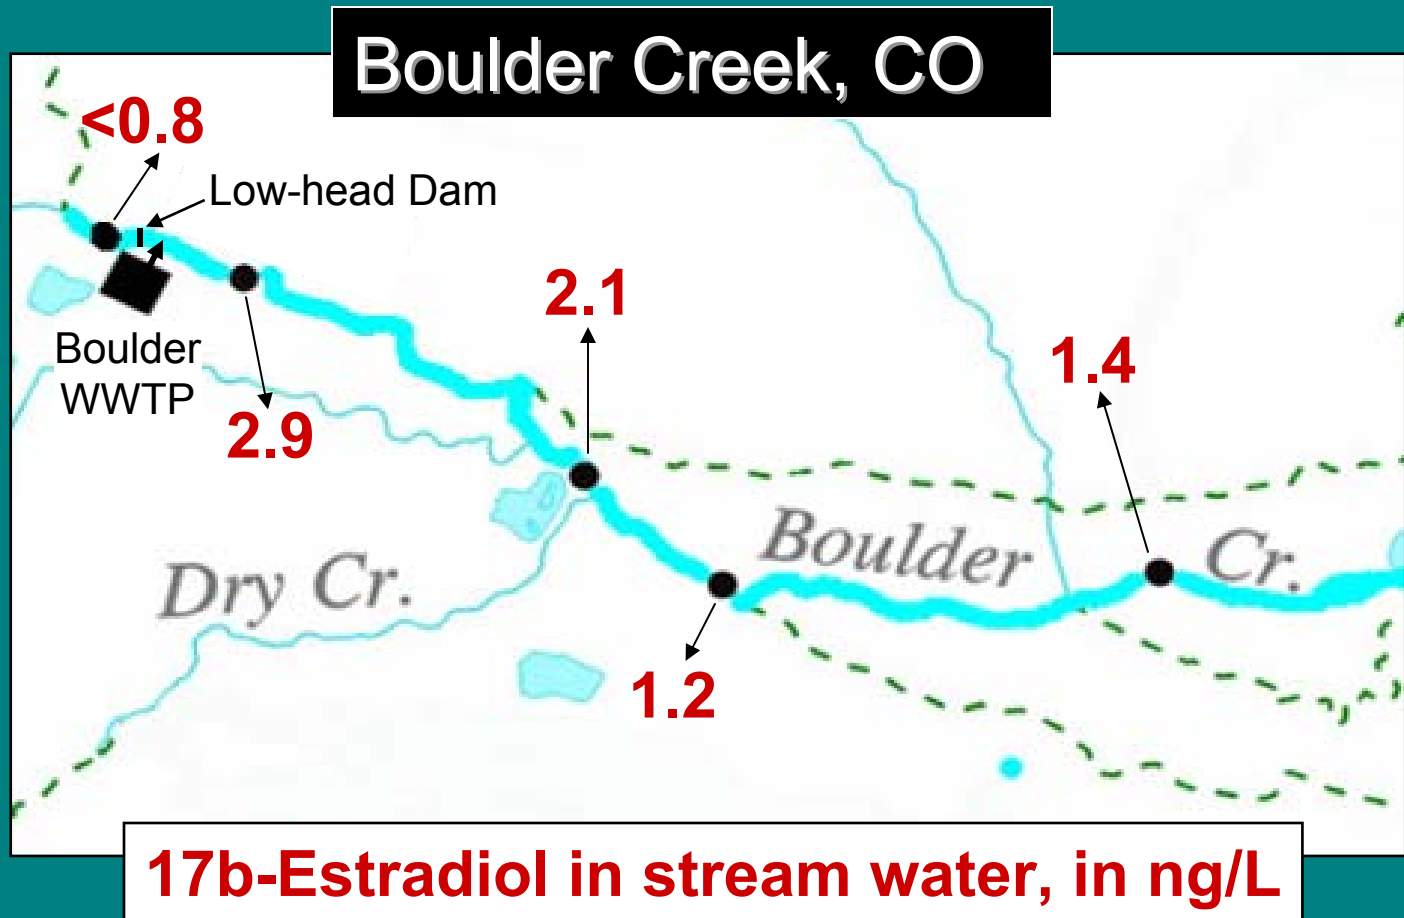 Boulder Creek, CO
<0.8
Low-head Dam
Boulder
WWTP
2.9
2.1
1.4
Boulder Cr.
Dry Cr.
1.2
17b-Estradiol in stream water, in ng/L